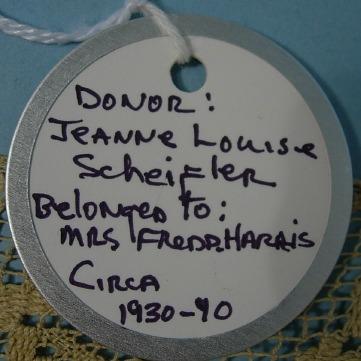 Donor:
Jeanne Louise
Scheifler
Belonged to:
Mrs Fred D. Harris
Circa
1930-40